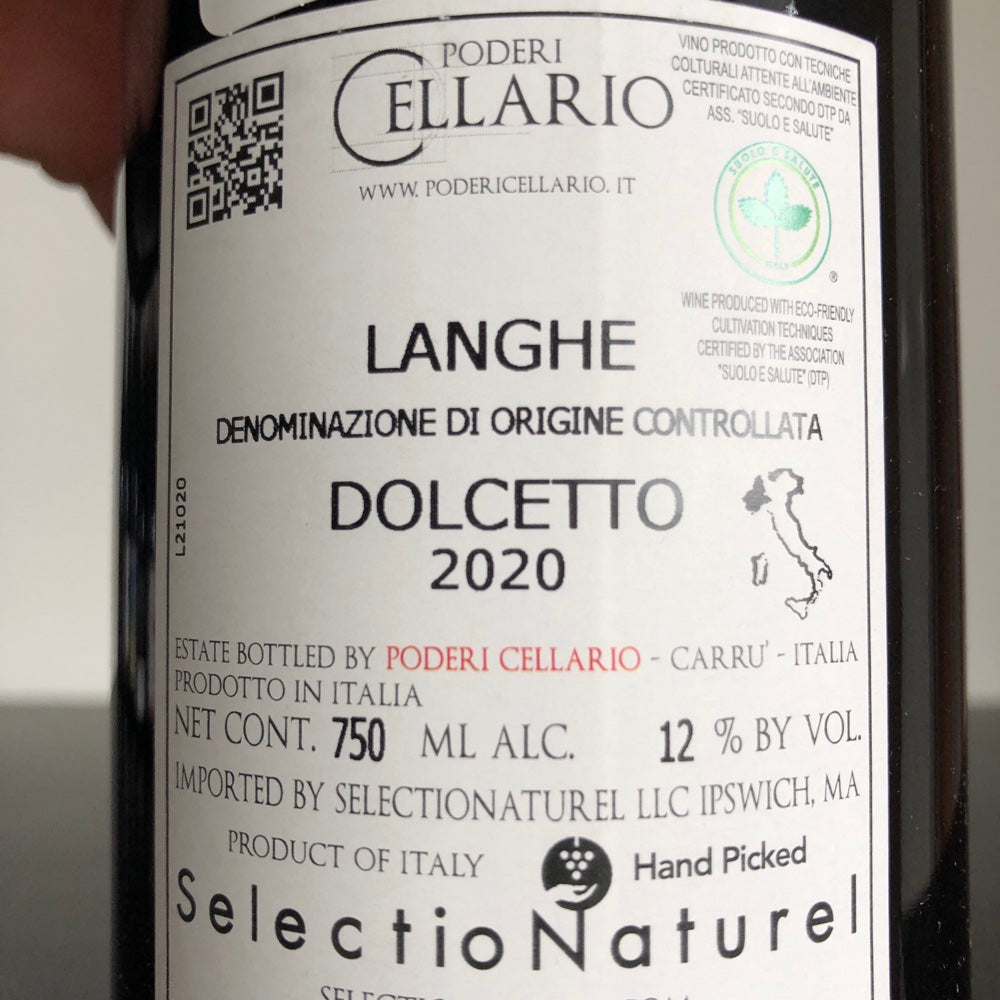 PODERI
CELLARIO
WWW. PODERICELLARIO. IT
VINO PRODOTTO CON TECNICHE
COLTURALI ATTENTE ALL'AMBIENTE
CERTIFICATO SECONDO DTP DA
ASS. "SUOLO E SALUTE"
SUOLO E SALUTE
ITALY
®
WINE PRODUCED WITH ECO-FRIENDLY
CULTIVATION TECHNIQUES
CERTIFIED BY THE ASSOCIATION
"SUOLO E SALUTE" (DTP)
LANGHE
DENOMINAZIONE DI ORIGINE CONTROLLATA
DOLCETTO
2020
L21020
ESTATE BOTTLED BY PODERI CELLARIO - CARRU' - ITALIA
PRODOTTO IN ITALIA
NET CONT. 750 ML ALC. 12 % BY VOL.
IMPORTED BY SELECTIONATUREL LLC IPSWICH, MA
PRODUCT OF ITALY
Hand Picked
SelectioNaturel